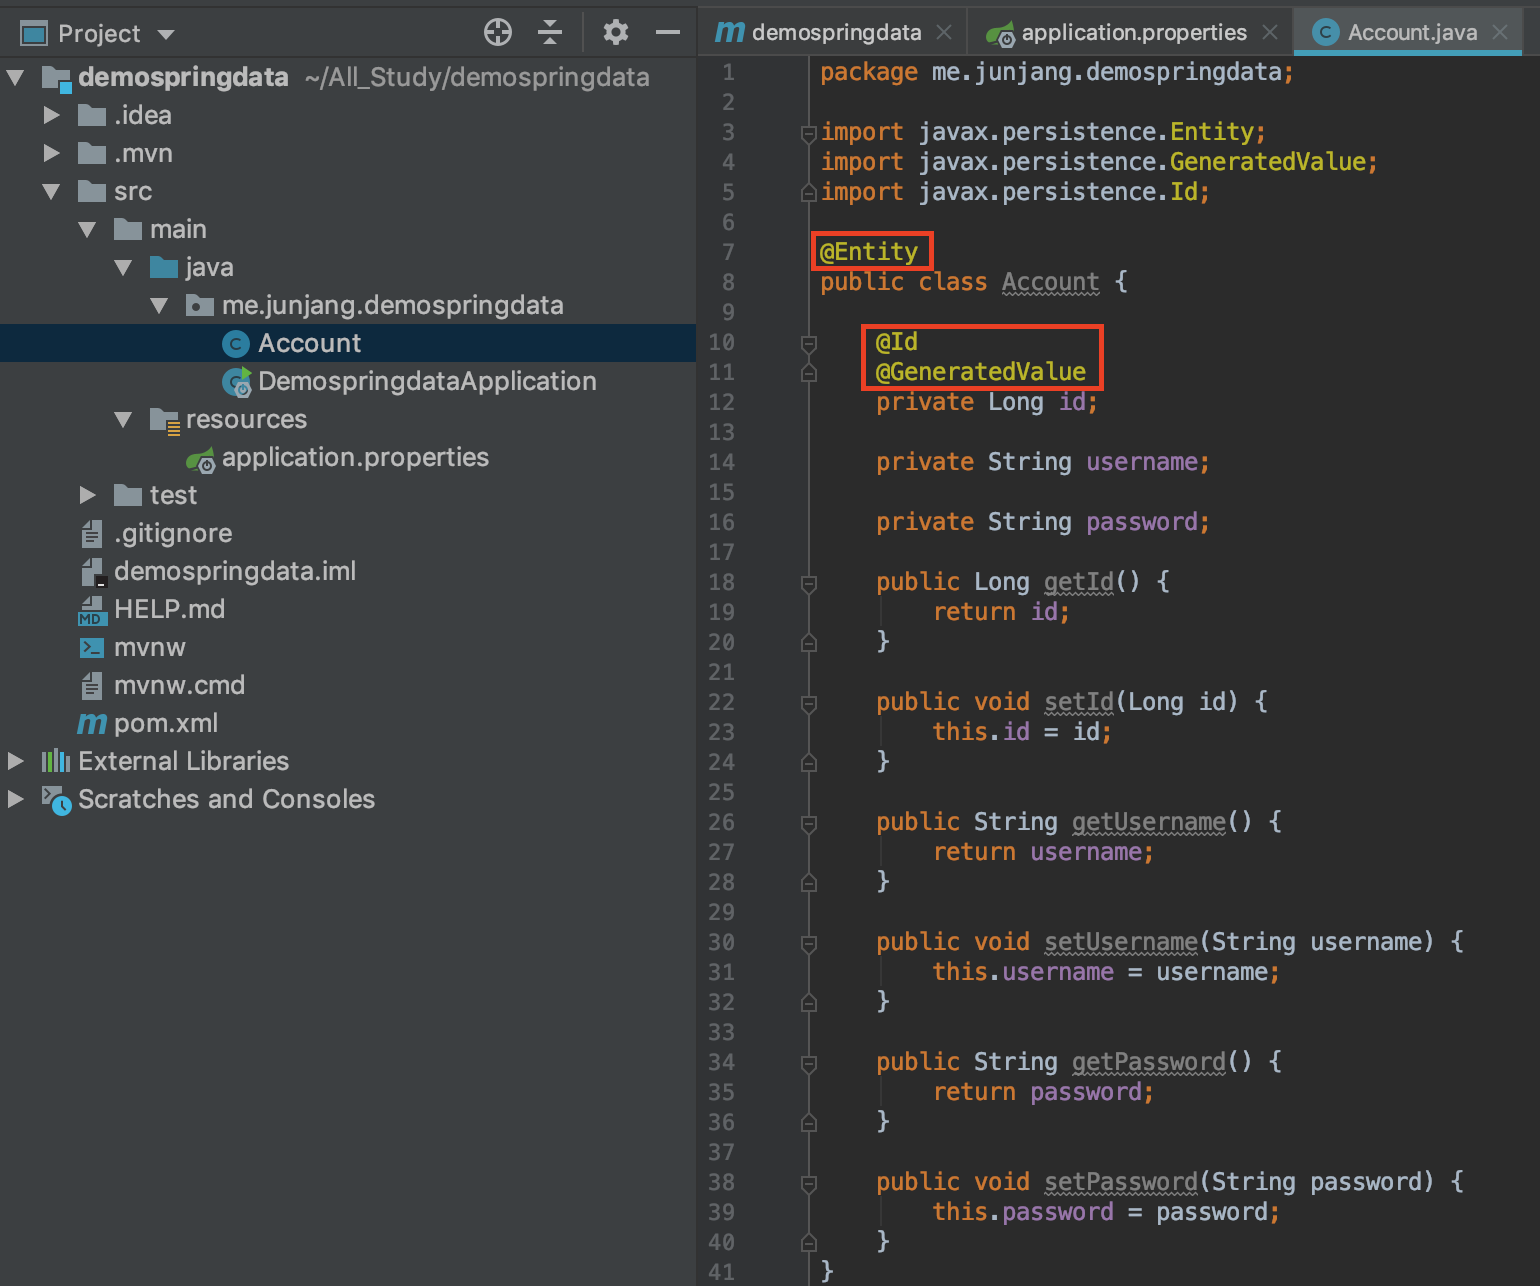 Project
demospringdata ~/All_Study/demospringdata
.idea
.mvn
src
main
java
me.junjang.demospringdata
C Account
C DemospringdataApplication
resources
application.properties
test
.gitignore
demospringdata.iml
MD HELP.md
mvnw
mvnw.cmd
m pom.xml
External Libraries
Scratches and Consoles
m demospringdata
application.properties
C Account.java
1 package me.junjang.demospringdata;
2
3 import javax.persistence.Entity;
4 import javax.persistence.GeneratedValue;
5 import javax.persistence.Id;
6
7 @Entity
8 public class Account {
9
10 @Id
11 @GeneratedValue
12 private Long id;
13
14 private String username;
15
16 private String password;
17
18 public Long getId() {
19 return id;
20 }
21
22 public void setId(Long id) {
23 this.id = id;
24 }
25
26 public String getUsername() {
27 return username;
28 }
29
30 public void setUsername(String username) {
31 this.username = username;
32 }
33
34 public String getPassword() {
35 return password;
36 }
37
38 public void setPassword(String password) {
39 this.password = password;
40 }
41 }